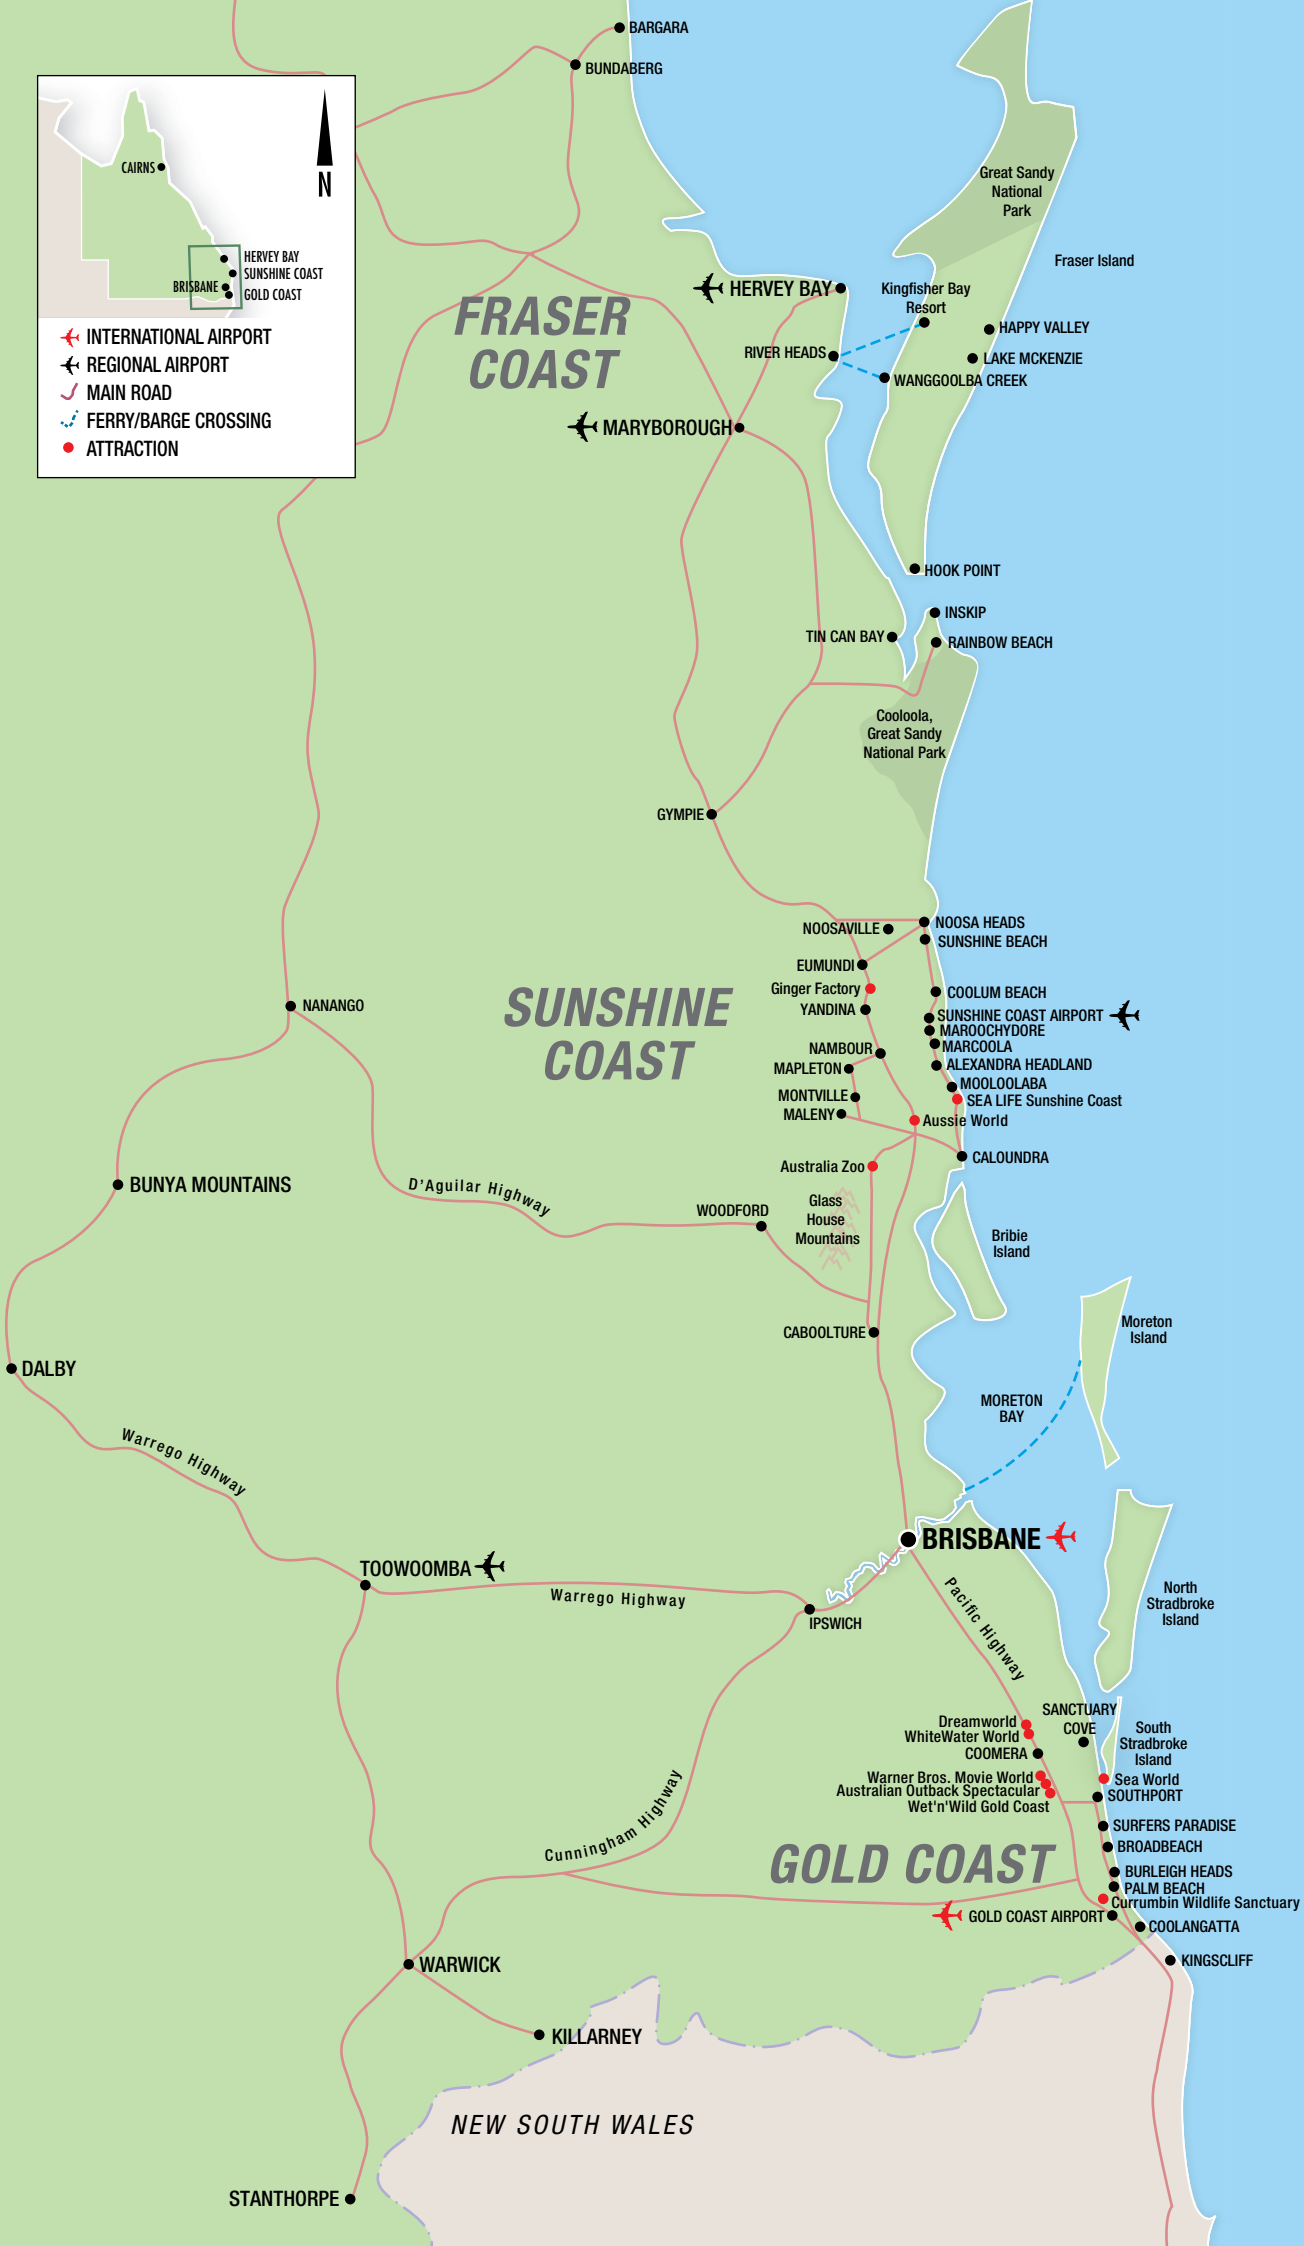 BARGARA
BUNDABERG
CAIRNS
N
HERVEY BAY
SUNSHINE COAST
BRISBANE
GOLD COAST
INTERNATIONAL AIRPORT
REGIONAL AIRPORT
MAIN ROAD
FERRY/BARGE CROSSING
ATTRACTION
Great Sandy
National
Park
Fraser Island
FRASER
COAST
HERVEY BAY
Kingfisher Bay
Resort
HAPPY VALLEY
RIVER HEADS
LAKE MCKENZIE
WANGGOOLBA CREEK
MARYBOROUGH
HOOK POINT
INSKIP
TIN CAN BAY
RAINBOW BEACH
Cooloola,
Great Sandy
National Park
GYMPIE
NOOSA HEADS
NOOSAVILLE
SUNSHINE BEACH
EUMUNDI
Ginger Factory
COOLUM BEACH
YANDINA
SUNSHINE COAST AIRPORT
MAROOCHYDORE
MARCOOLA
NAMBOUR
ALEXANDRA HEADLAND
MAPLETON
MOOLOOLABA
MONTVILLE
SEA LIFE Sunshine Coast
MALENY
Aussie World
SUNSHINE
COAST
NANANGO
CALOUNDRA
Australia Zoo
BUNYA MOUNTAINS
D'Aguilar Highway
WOODFORD
Glass
House
Mountains
Bribie
Island
Moreton
Island
CABOOLTURE
DALBY
MORETON
BAY
Warrego Highway
BRISBANE
TOOWOOMBA
Warrego Highway
IPSWICH
Pacific Highway
North
Stradbroke
Island
SANCTUARY
COVE
Dreamworld
WhiteWater World
COOMERA
South
Stradbroke
Island
Warner Bros. Movie World
Australian Outback Spectacular
Wet'n'Wild Gold Coast
Sea World
SOUTHPORT
SURFERS PARADISE
BROADBEACH
Cunningham Highway
GOLD COAST
BURLEIGH HEADS
PALM BEACH
Currumbin Wildlife Sanctuary
GOLD COAST AIRPORT
COOLANGATTA
KINGSCLIFF
WARWICK
KILLARNEY
NEW SOUTH WALES
STANTHORPE